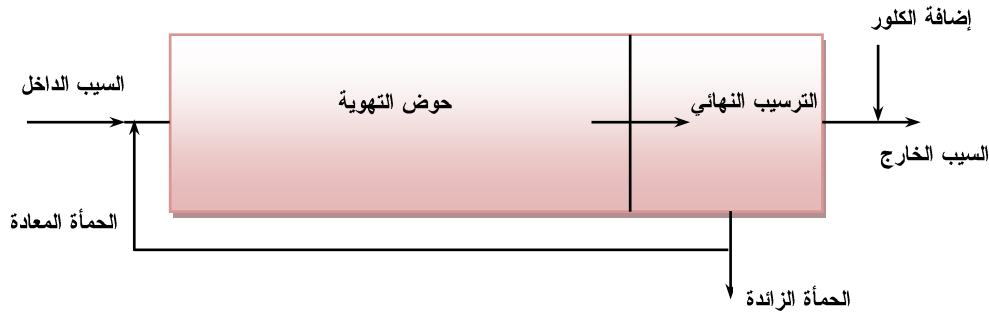 إضافة الكلور
السيب الداخل
حوض التهوية
الترسيب النهائي
السيب الخارج
الحمأة المعادة
الحمأة الزائدة